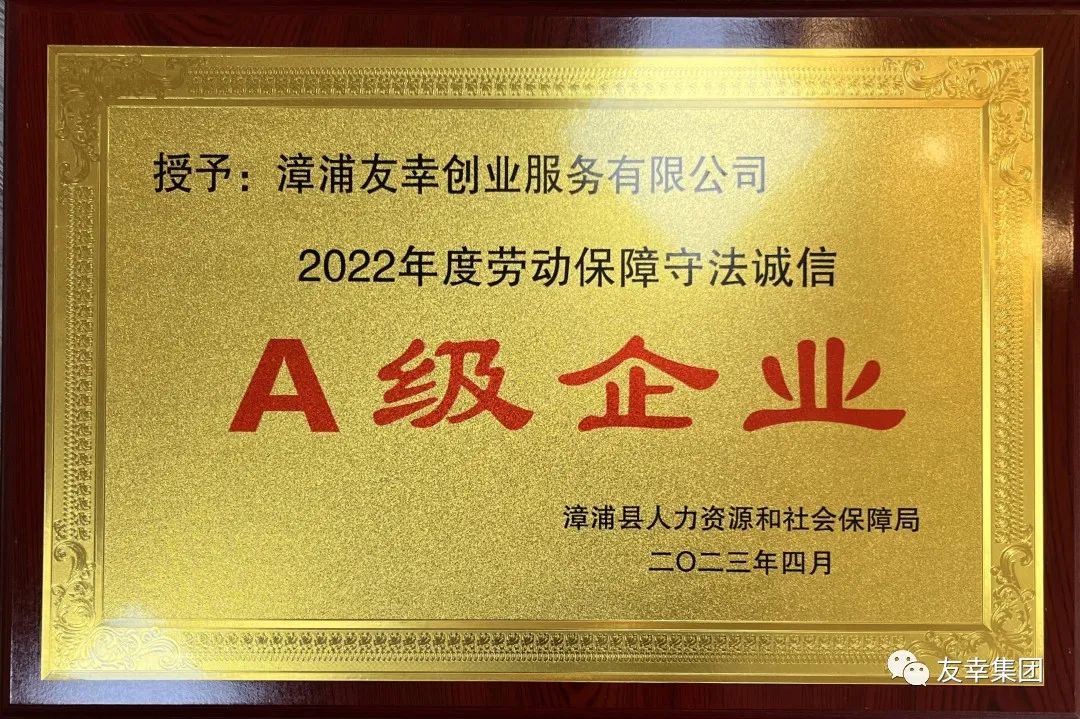 授予：漳浦友幸创业服务有限公司
2022年度劳动保障守法诚信
A级企业
漳浦县人力资源和社会保障局
二〇二三年四月
友幸集团